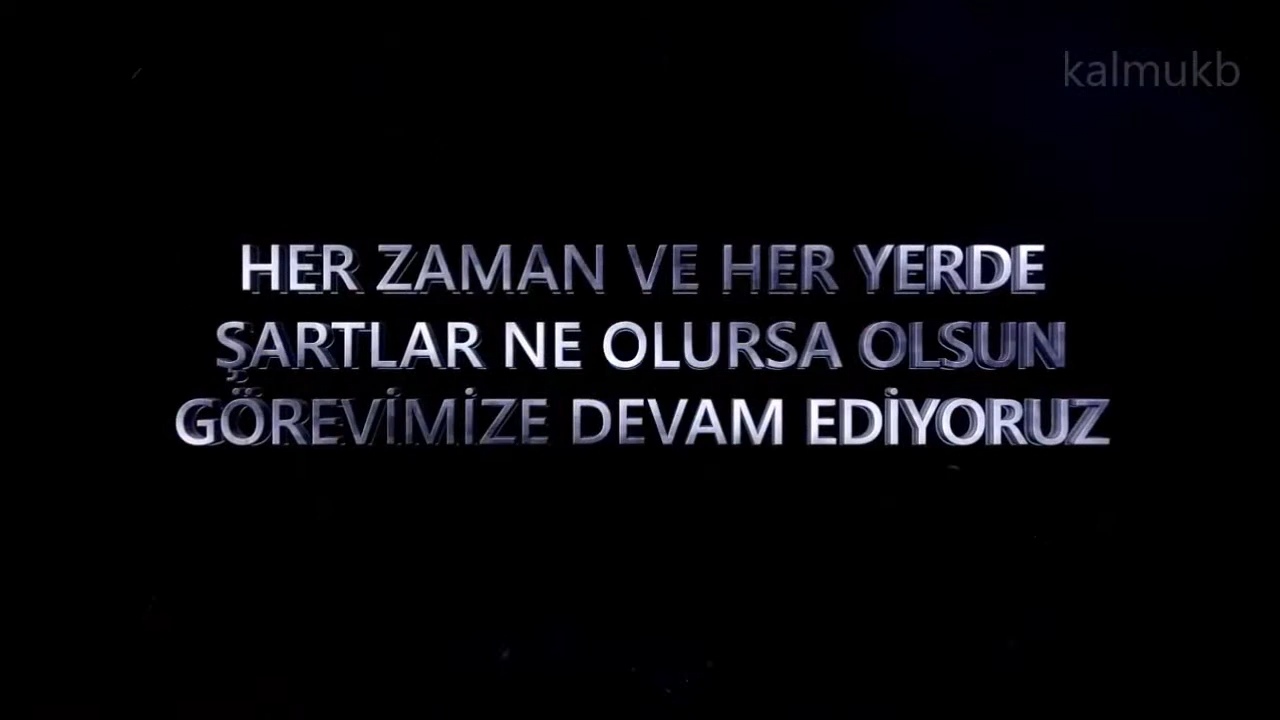 kalmukb
HER ZAMAN VE HER YERDE
ŞARTLAR NE OLURSA OLSUN
GÖREVİMİZE DEVAM EDİYORUZ